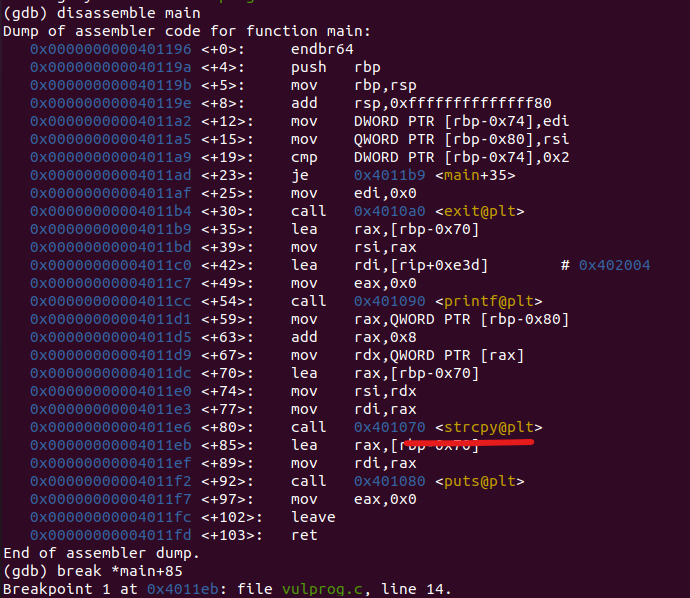 (gdb) disassemble main
Dump of assembler code for function main:
0x0000000000401196 <+0>: endbr64
0x000000000040119a <+4>: push rbp
0x000000000040119b <+5>: mov rbp,rsp
0x000000000040119e <+8>: add rsp,0xffffffffffffff80
0x00000000004011a2 <+12>: mov DWORD PTR [rbp-0x74],edi
0x00000000004011a5 <+15>: mov QWORD PTR [rbp-0x80],rsi
0x00000000004011a9 <+19>: cmp DWORD PTR [rbp-0x74],0x2
0x00000000004011ad <+23>: je 0x4011b9 <main+35>
0x00000000004011af <+25>: mov edi,0x0
0x00000000004011b4 <+30>: call 0x4010a0 <exit@plt>
0x00000000004011b9 <+35>: lea rax,[rbp-0x70]
0x00000000004011bd <+39>: mov rsi,rax
0x00000000004011c0 <+42>: lea rdi,[rip+0xe3d] # 0x402004
0x00000000004011c7 <+49>: mov eax,0x0
0x00000000004011cc <+54>: call 0x401090 <printf@plt>
0x00000000004011d1 <+59>: mov rax,QWORD PTR [rbp-0x80]
0x00000000004011d5 <+63>: add rax,0x8
0x00000000004011d9 <+67>: mov rdx,QWORD PTR [rax]
0x00000000004011dc <+70>: lea rax,[rbp-0x70]
0x00000000004011e0 <+74>: mov rsi,rdx
0x00000000004011e3 <+77>: mov rdi,rax
0x00000000004011e6 <+80>: call 0x401070 <strcpy@plt>
0x00000000004011eb <+85>: lea rax,[rbp-0x70]
0x00000000004011ef <+89>: mov rdi,rax
0x00000000004011f2 <+92>: call 0x401080 <puts@plt>
0x00000000004011f7 <+97>: mov eax,0x0
0x00000000004011fc <+102>: leave
0x00000000004011fd <+103>: ret
End of assembler dump.
(gdb) break *main+85
Breakpoint 1 at 0x4011eb: file vulprog.c, line 14.